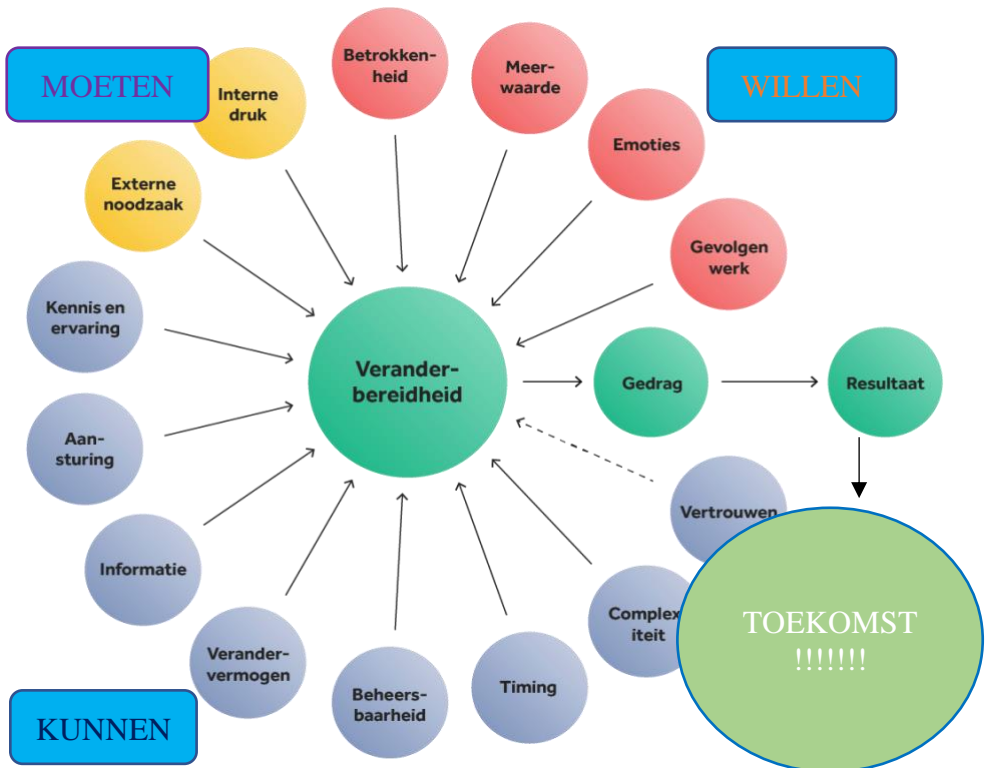 MOETEN
Interne
druk
Betrokken-
heid
Meer-
waarde
WILLEN
Emoties
Externe
noodzaak
Gevolgen
werk
Kennis en
ervaring
Verander-
bereidheid
Gedrag
Resultaat
Aan-
sturing
Vertrouwen
Informatie
Complex
iteit
TOEKOMST
!!!!!!!
Verander-
vermogen
Beheers-
baarheid
Timing
KUNNEN